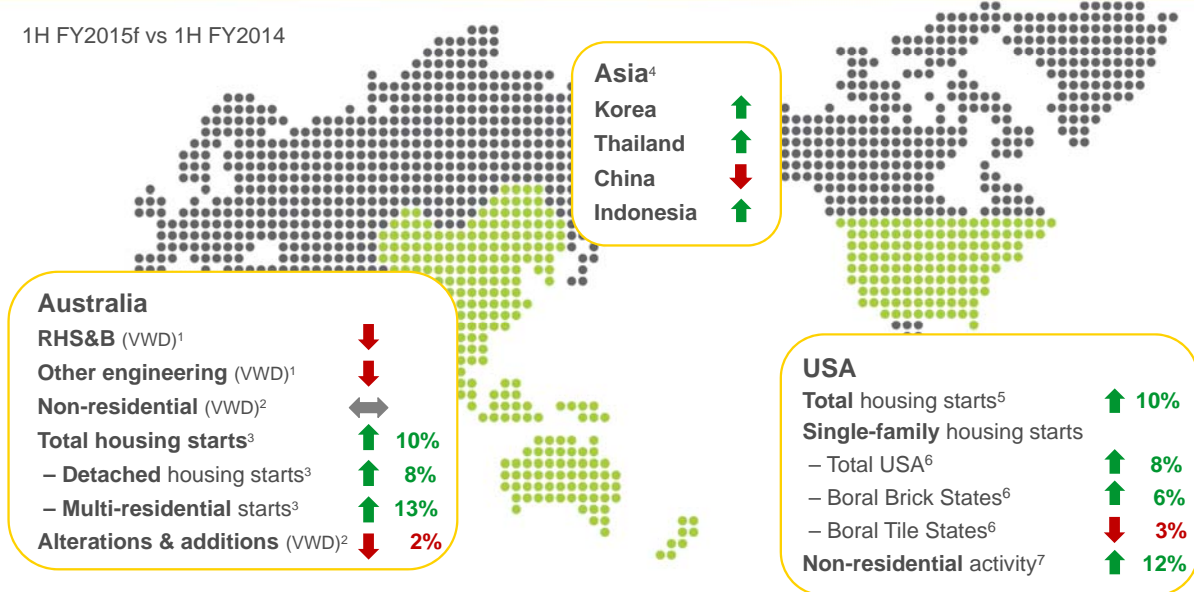 1H FY2015f vs 1H FY2014
Asia⁴
Korea
Thailand
China
Indonesia
Australia
RHS&B (VWD)¹
Other engineering (VWD)¹
Non-residential (VWD)²
Total housing starts³ 10%
– Detached housing starts³ 8%
– Multi-residential starts³ 13%
Alterations & additions (VWD)² 2%
USA
Total housing starts⁵ 10%
Single-family housing starts
– Total USA⁶ 8%
– Boral Brick States⁶ 6%
– Boral Tile States⁶ 3%
Non-residential activity⁷ 12%